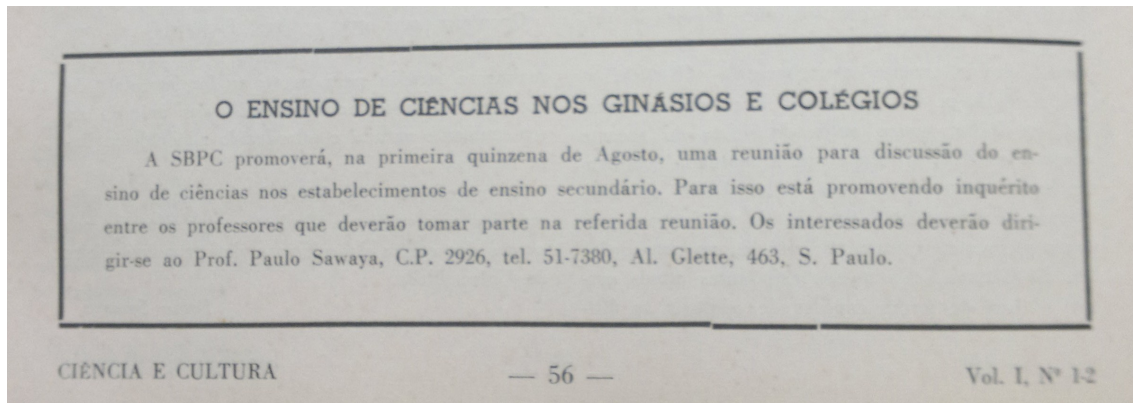 O ENSINO DE CIÊNCIAS NOS GINÁSIOS E COLÉGIOS
A SBPC promoverá, na primeira quinzena de Agosto, uma reunião para discussão do en-
sino de ciências nos estabelecimentos de ensino secundário. Para isso está promovendo inquérito
entre os professores que deverão tomar parte na referida reunião. Os interessados deverão diri-
gir-se ao Prof. Paulo Sawaya, C.P. 2926, tel. 51-7380, Al. Glette, 463, S. Paulo.
CIÊNCIA E CULTURA — 56 — Vol. I, Nº 1-2